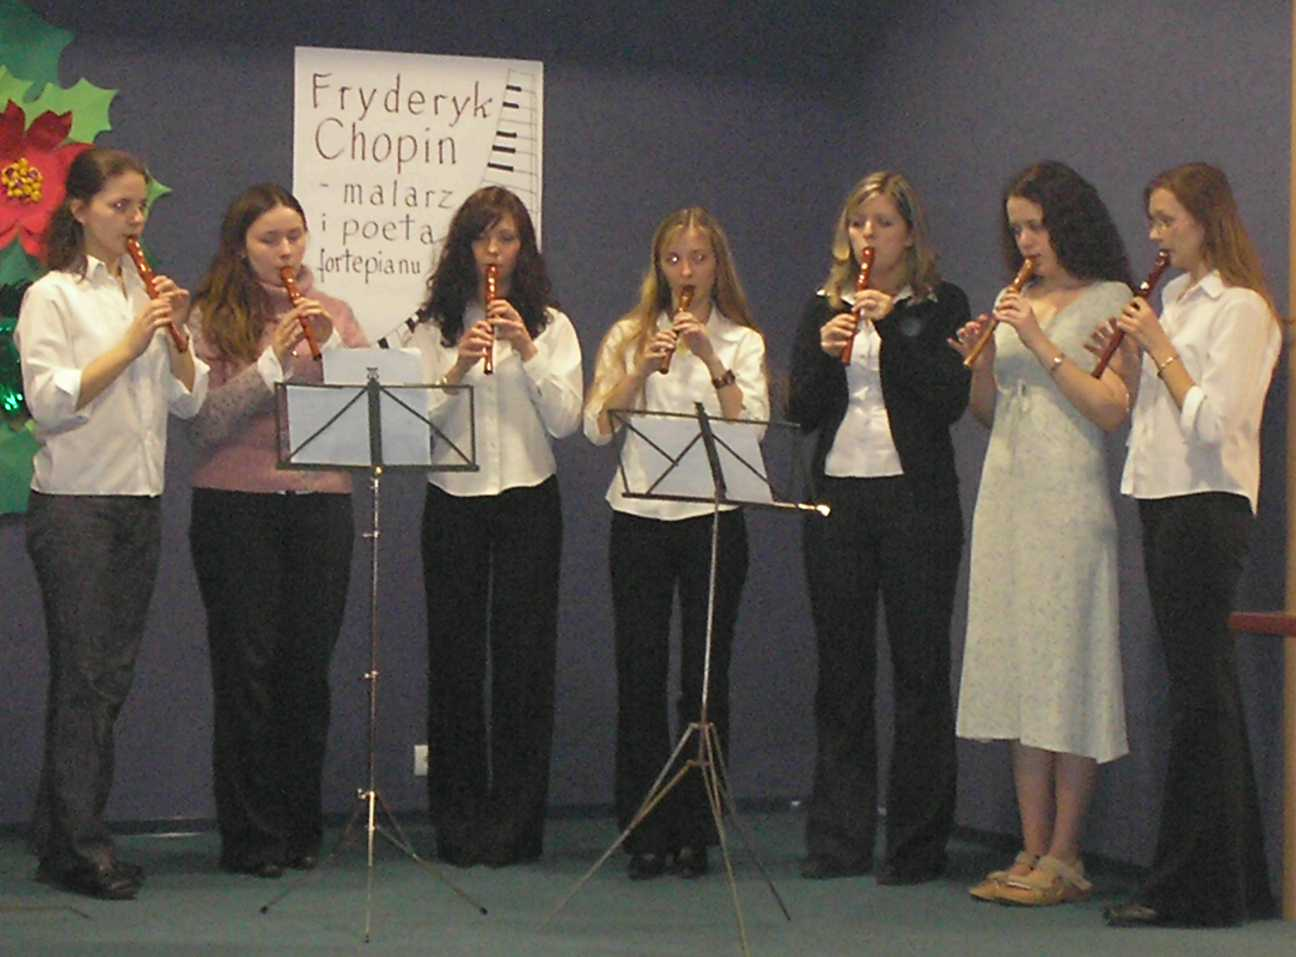 Fryderyk
Chopin
- malarz
i poeta
fortepianu